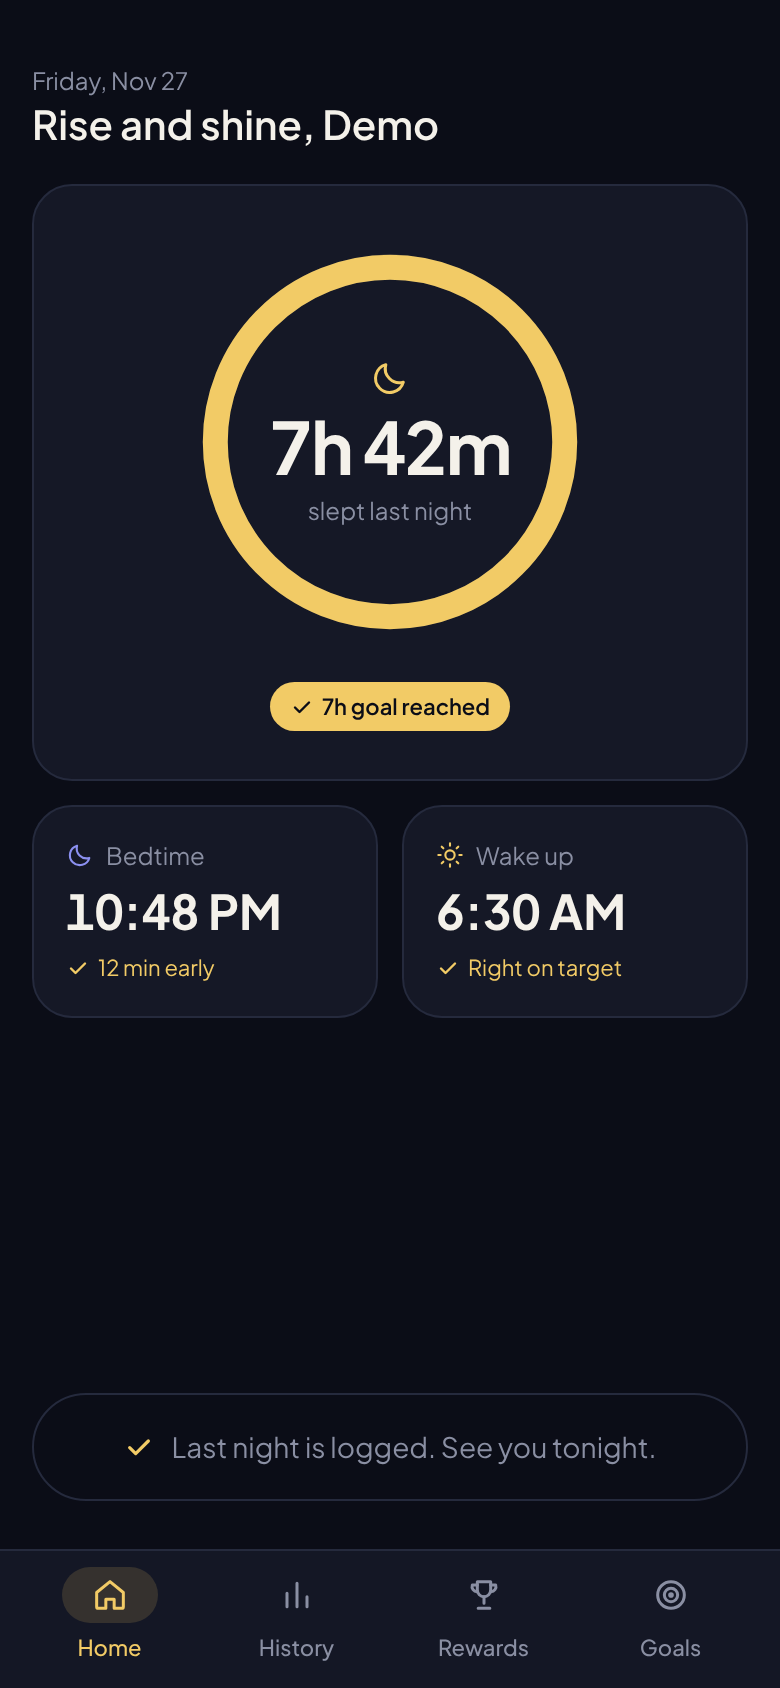 Friday, Nov 27
Rise and shine, Demo
7h 42m
slept last night
7h goal reached
Bedtime
10:48 PM
12 min early
Wake up
6:30 AM
Right on target
Last night is logged. See you tonight.
Home
History
Rewards
Goals